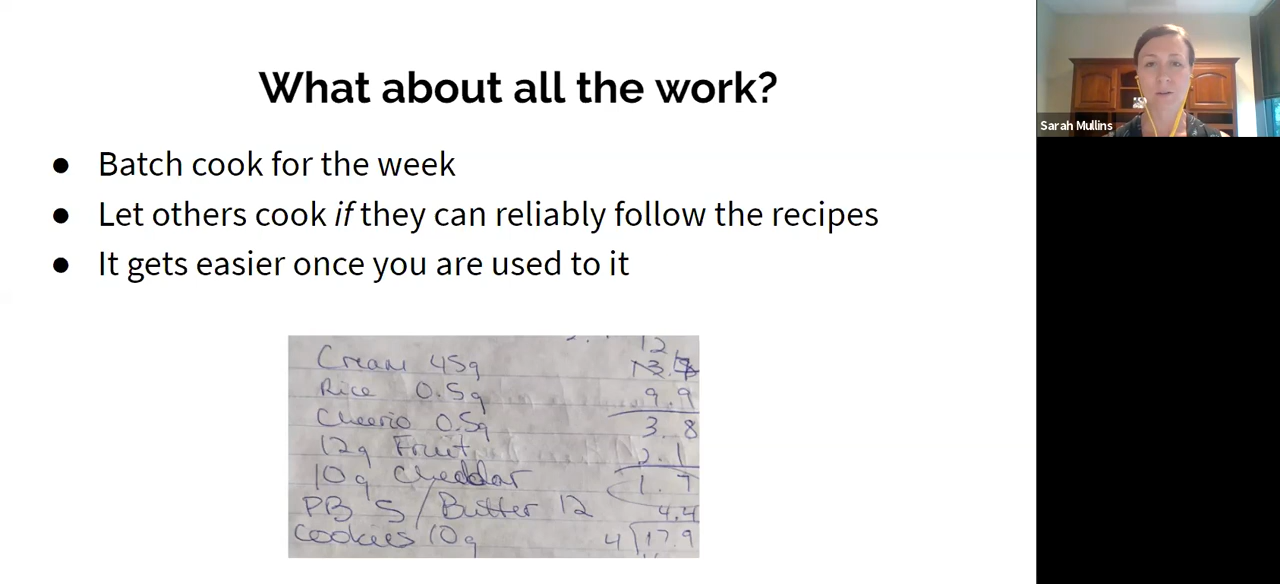 What about all the work?
Sarah Mullins
● Batch cook for the week
● Let others cook if they can reliably follow the recipes
● It gets easier once you are used to it
12
Cream 45g 13.7
Rice 0.5g 9.9
Cheerio 0.5g 3.8
12g Fruit 2.1
10g Cheddar 1.7
PB 5/Butter 12 4.4
Cookies 10g 4 17.9